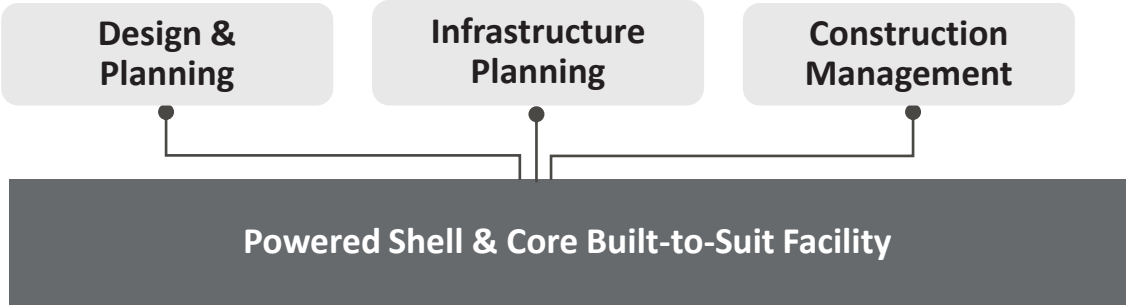 Design &
Planning
Infrastructure
Planning
Construction
Management
Powered Shell & Core Built-to-Suit Facility